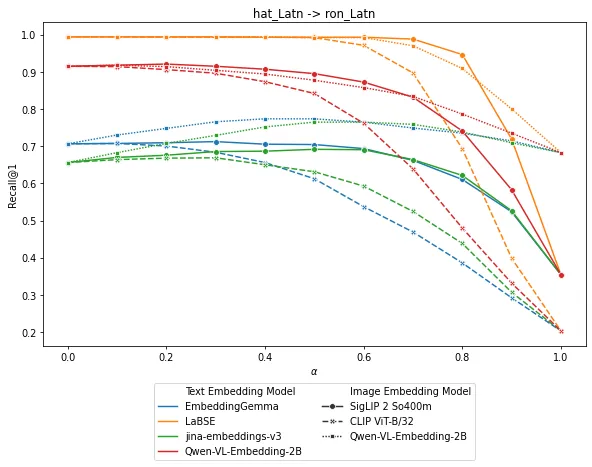 hat_Latn -> ron_Latn
Recall@1
1.0
0.9
0.8
0.7
0.6
0.5
0.4
0.3
0.2
0.0 0.2 0.4 0.6 0.8 1.0
α
Text Embedding Model Image Embedding Model
EmbeddingGemma SigLIP 2 So400m
LaBSE CLIP ViT-B/32
jina-embeddings-v3 Qwen-VL-Embedding-2B
Qwen-VL-Embedding-2B